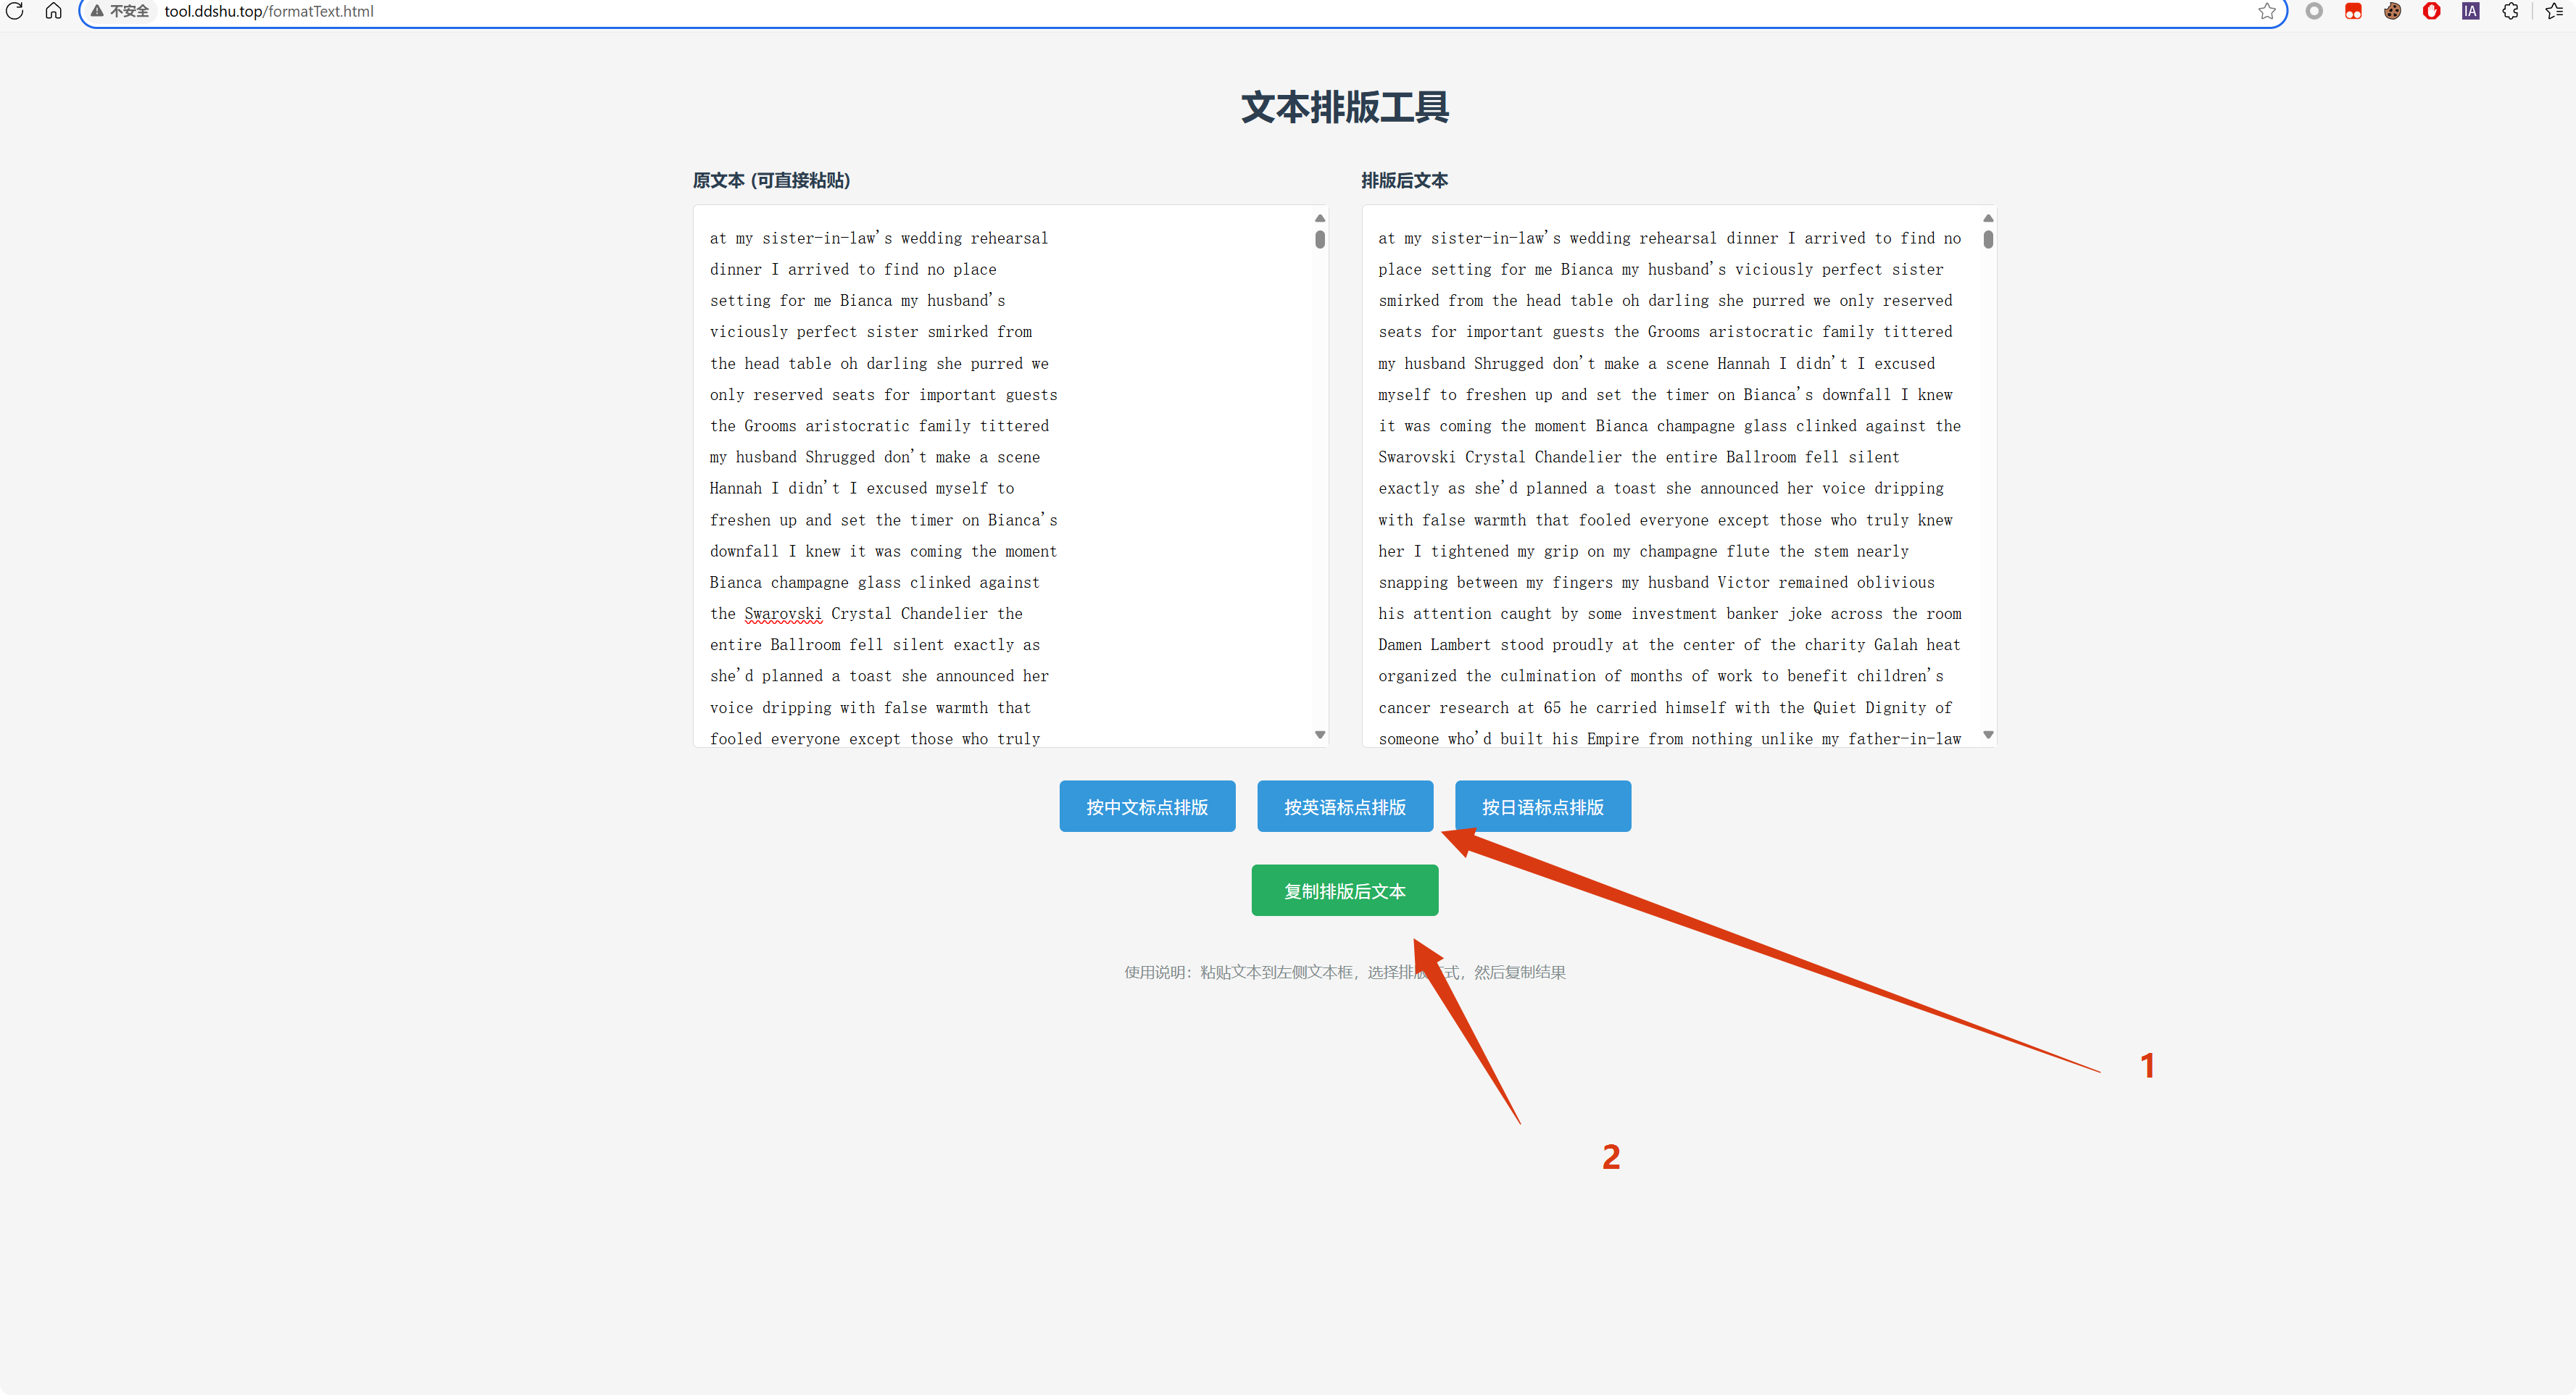 不安全 tool.ddshu.top/formatText.html
IA
文本排版工具
原文本 (可直接粘贴)
at my sister-in-law's wedding rehearsal
dinner I arrived to find no place
setting for me Bianca my husband's
viciously perfect sister smirked from
the head table oh darling she purred we
only reserved seats for important guests
the Grooms aristocratic family tittered
my husband Shrugged don't make a scene
Hannah I didn't I excused myself to
freshen up and set the timer on Bianca's
downfall I knew it was coming the moment
Bianca champagne glass clinked against
the Swarovski Crystal Chandelier the
entire Ballroom fell silent exactly as
she'd planned a toast she announced her
voice dripping with false warmth that
fooled everyone except those who truly
排版后文本
at my sister-in-law's wedding rehearsal dinner I arrived to find no
place setting for me Bianca my husband's viciously perfect sister
smirked from the head table oh darling she purred we only reserved
seats for important guests the Grooms aristocratic family tittered
my husband Shrugged don't make a scene Hannah I didn't I excused
myself to freshen up and set the timer on Bianca's downfall I knew
it was coming the moment Bianca champagne glass clinked against the
Swarovski Crystal Chandelier the entire Ballroom fell silent
exactly as she'd planned a toast she announced her voice dripping
with false warmth that fooled everyone except those who truly knew
her I tightened my grip on my champagne flute the stem nearly
snapping between my fingers my husband Victor remained oblivious
his attention caught by some investment banker joke across the room
Damen Lambert stood proudly at the center of the charity Galah heat
organized the culmination of months of work to benefit children's
cancer research at 65 he carried himself with the Quiet Dignity of
someone who'd built his Empire from nothing unlike my father-in-law
按中文标点排版 按英语标点排版 按日语标点排版
复制排版后文本
使用说明：粘贴文本到左侧文本框，选择排版 式，然后复制结果
1
2